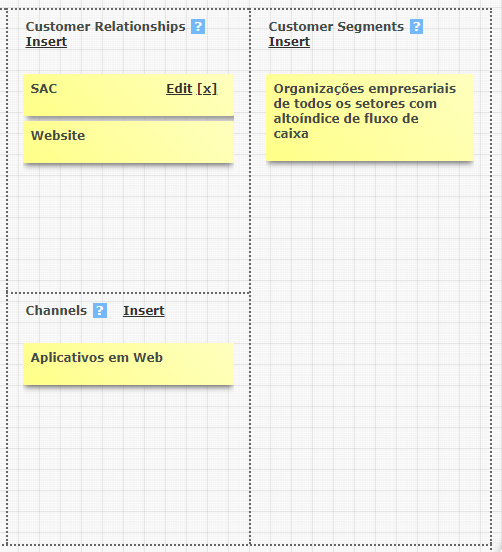 Customer Relationships ?
Insert
SAC Edit [x]
Website
Customer Segments ?
Insert
Organizações empresariais
de todos os setores com
altoíndice de fluxo de
caixa
Channels ? Insert
Aplicativos em Web